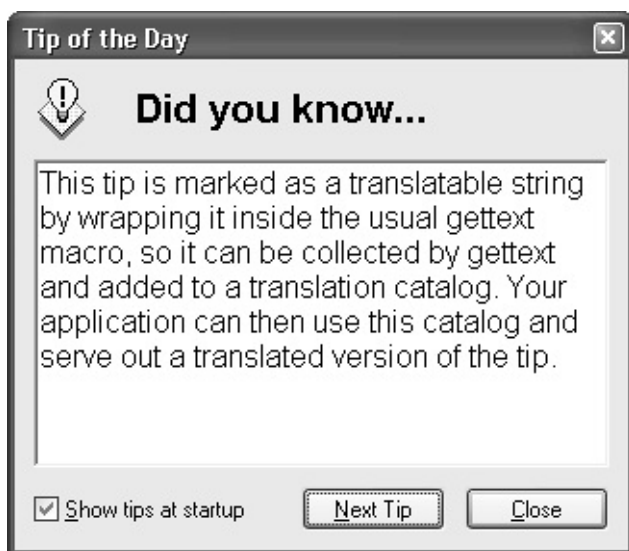 Tip of the Day
Did you know...
This tip is marked as a translatable string
by wrapping it inside the usual gettext
macro, so it can be collected by gettext
and added to a translation catalog. Your
application can then use this catalog and
serve out a translated version of the tip.
Show tips at startup
Next Tip
Close